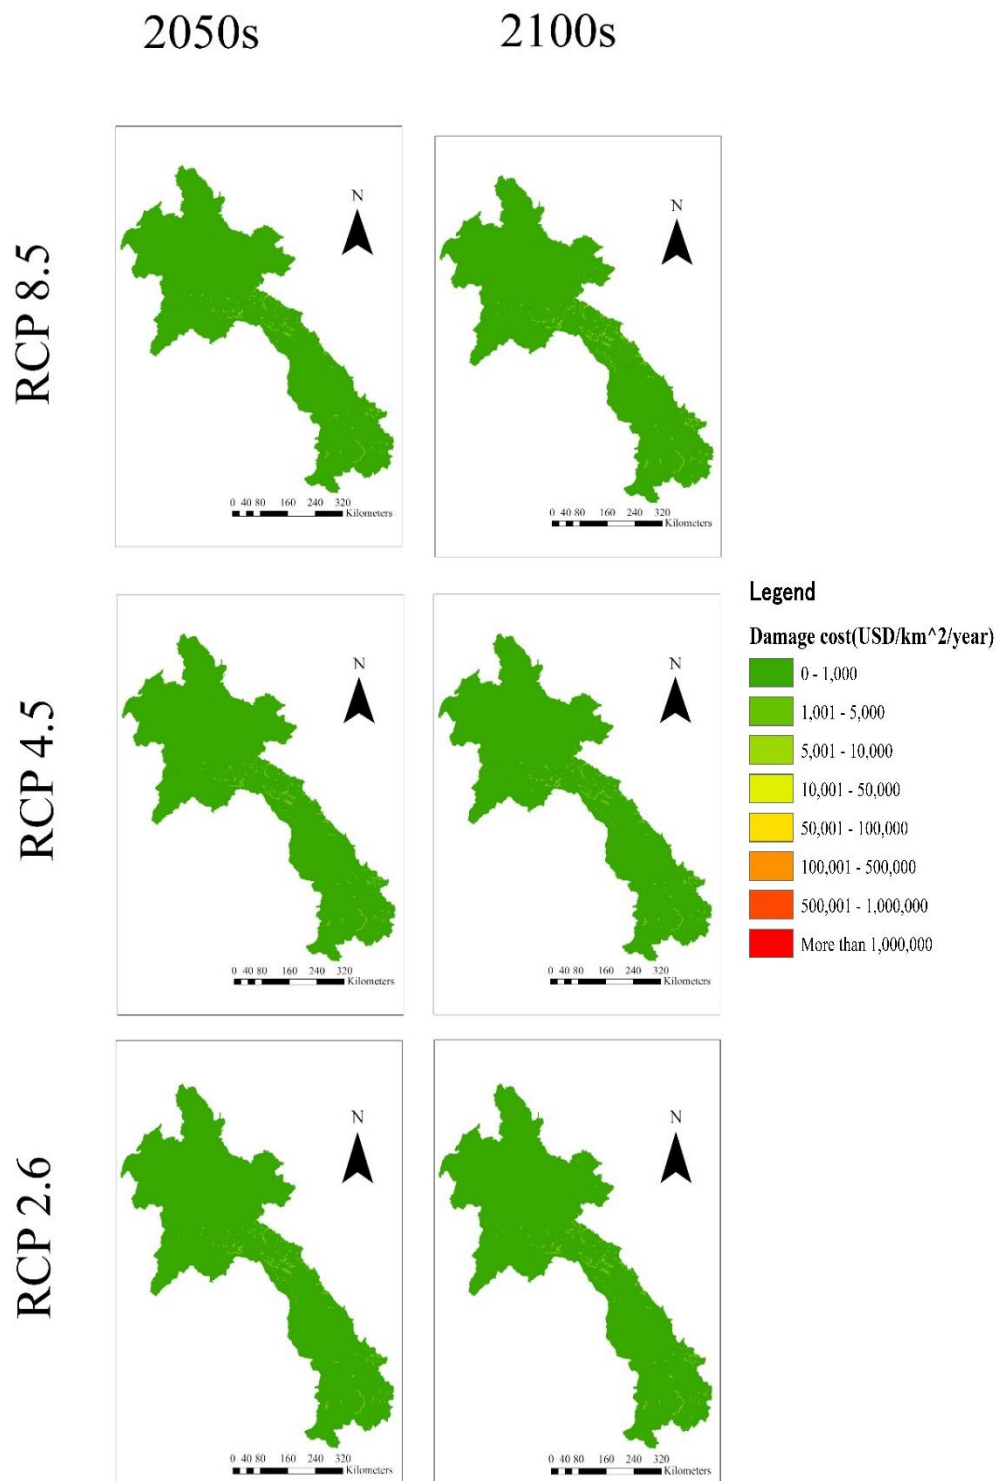 2050s
2100s
RCP 8.5
N
0 40 80 160 240 320
Kilometers
N
0 40 80 160 240 320
Kilometers
RCP 4.5
N
0 40 80 160 240 320
Kilometers
N
0 40 80 160 240 320
Kilometers
Legend
Damage cost(USD/km^2/year)
0 - 1,000
1,001 - 5,000
5,001 - 10,000
10,001 - 50,000
50,001 - 100,000
100,001 - 500,000
500,001 - 1,000,000
More than 1,000,000
RCP 2.6
N
0 40 80 160 240 320
Kilometers
N
0 40 80 160 240 320
Kilometers